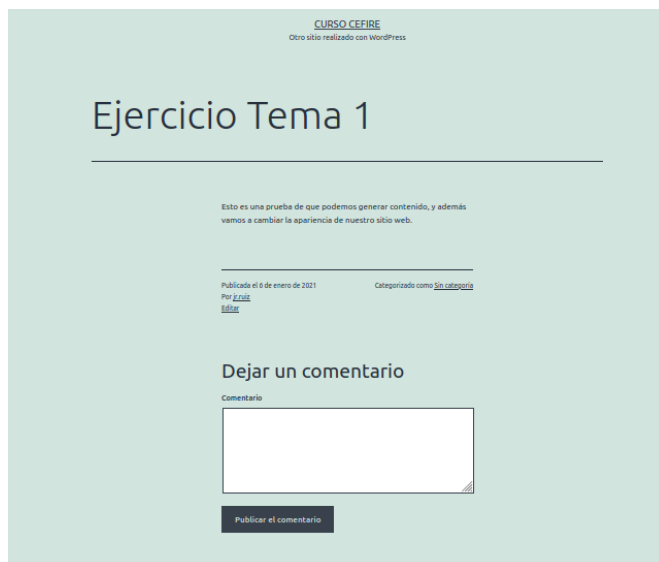 CURSO CEFIRE
Otro sitio realizado con WordPress
Ejercicio Tema 1
Esto es una prueba de que podemos generar contenido, y además
vamos a cambiar la apariencia de nuestro sitio web.
Publicada el 6 de enero de 2021
Categorizado como Sin categoría
Por jr.ruiz
Editar
Dejar un comentario
Comentario
Publicar el comentario